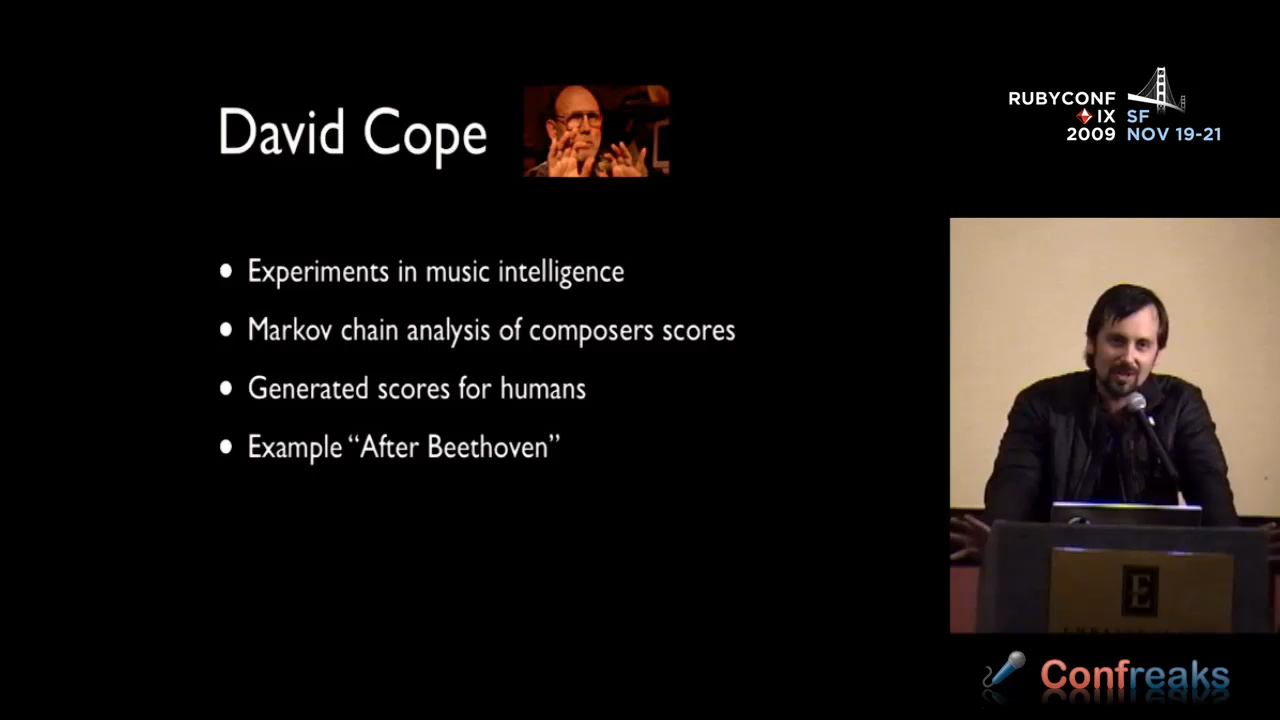 David Cope
• Experiments in music intelligence
• Markov chain analysis of composers scores
• Generated scores for humans
• Example “After Beethoven”
RUBYCONF
IX SF
2009 NOV 19-21
E
Confreaks